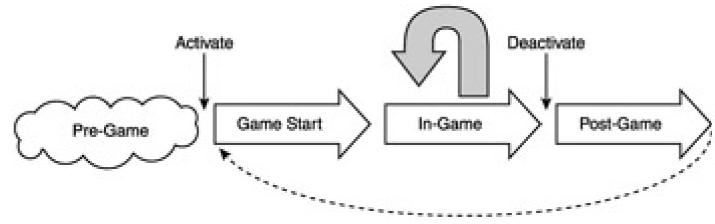 Activate
Deactivate
Pre-Game
Game Start
In-Game
Post-Game